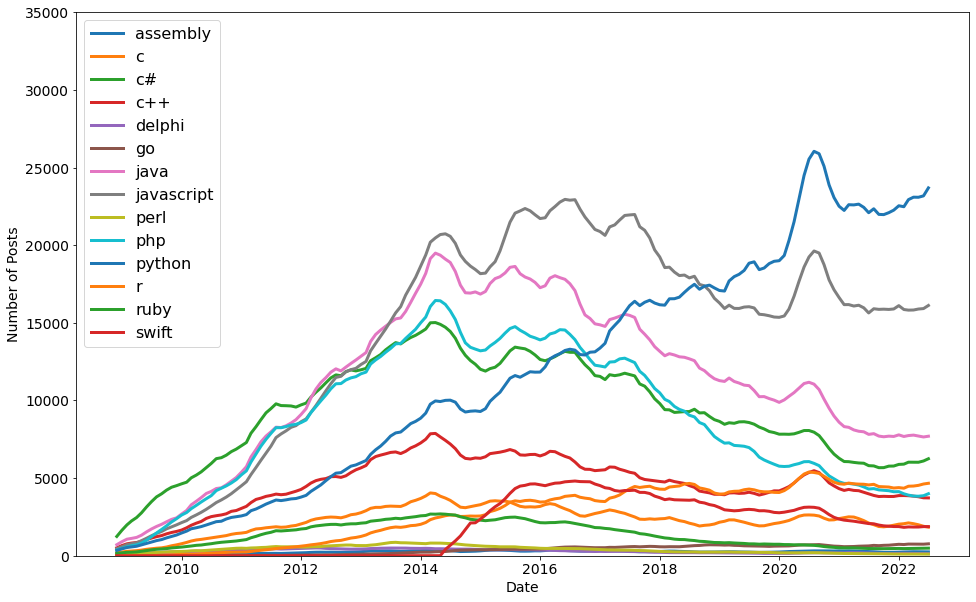 35000
30000
25000
20000
15000
10000
5000
0
Number of Posts
assembly
c
c#
c++
delphi
go
java
javascript
perl
php
python
r
ruby
swift
2010
2012
2014
2016
2018
2020
2022
Date